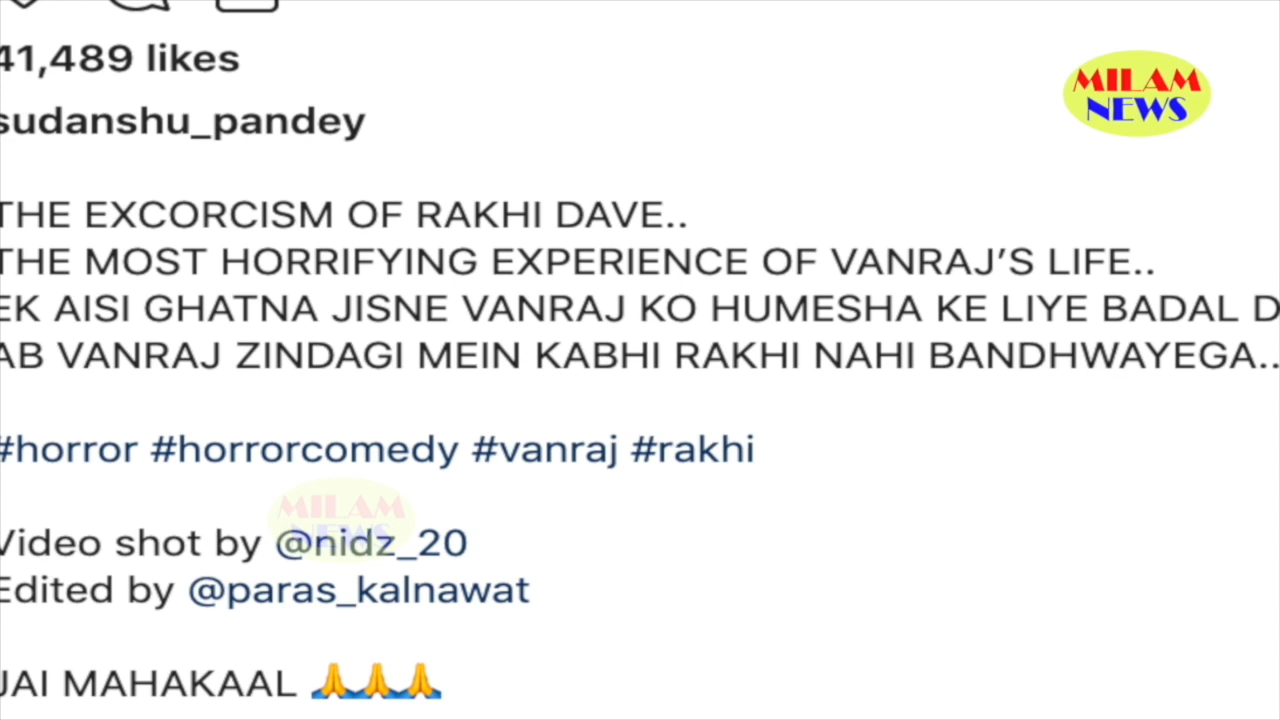 41,489 likes
MILAM
NEWS
sudanshu_pandey
THE EXCORCISM OF RAKHI DAVE..
THE MOST HORRIFYING EXPERIENCE OF VANRAJ’S LIFE..
EK AISI GHATNA JISNE VANRAJ KO HUMESHA KE LIYE BADAL D
AB VANRAJ ZINDAGI MEIN KABHI RAKHI NAHI BANDHWAYEGA..
#horror #horrorcomedy #vanraj #rakhi
MILAM
NEWS
Video shot by @nidz_20
Edited by @paras_kalnawat
JAI MAHAKAAL 🙏🙏🙏